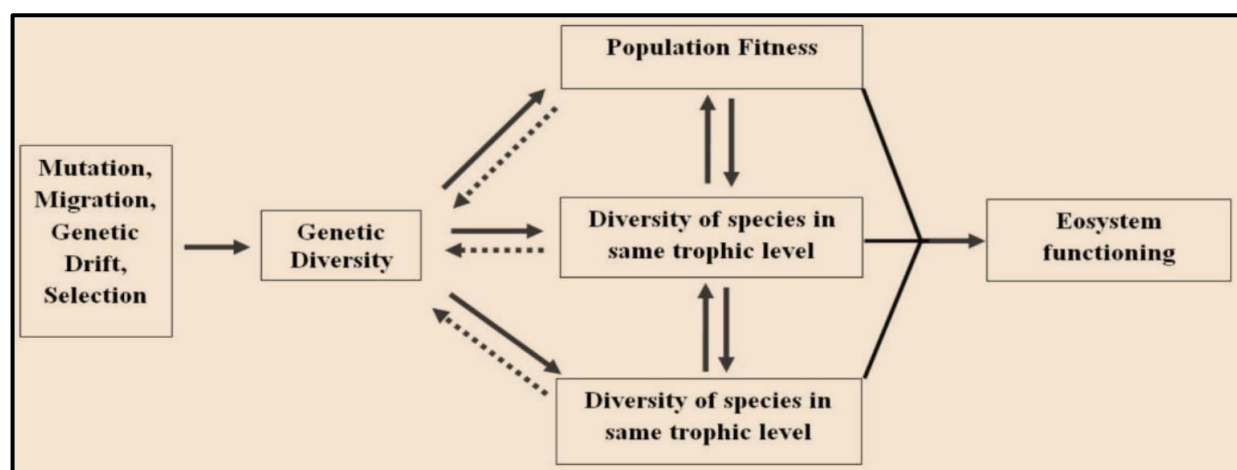 Mutation,
Migration,
Genetic
Drift,
Selection
Genetic
Diversity
Population Fitness
Diversity of species in
same trophic level
Diversity of species in
same trophic level
Eosystem
functioning